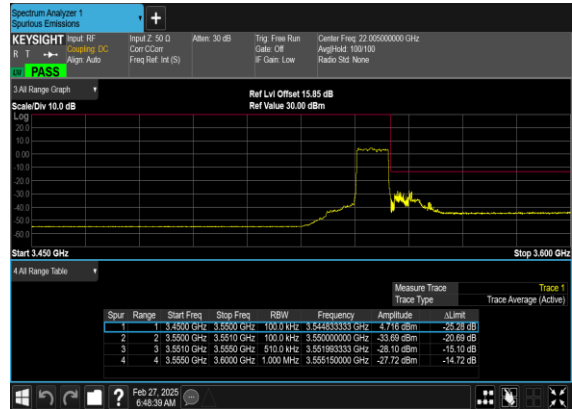 Spectrum Analyzer 1
Spurious Emissions
KEYSIGHT Input: RF Input Z: 50 Ω Atten: 30 dB Trig: Free Run Center Freq: 22.005000000 GHz
R T Coupling: DC Corr CCorr Gate: Off Avg|Hold: 100/100
Align: Auto Freq Ref: Int (S) IF Gain: Low Radio Std: None
PASS
3 All Range Graph
Ref Lvl Offset 15.85 dB
Scale/Div 10.0 dB Ref Value 30.00 dBm
Log
20.0
10.0
0.00
-10.0
-20.0
-30.0
-40.0
-50.0
-60.0
Start 3.450 GHz Stop 3.600 GHz
4 All Range Table
Measure Trace Trace 1
Trace Type Trace Average (Active)
Spur Range Start Freq Stop Freq RBW Frequency Amplitude ΔLimit
1 1 3.4500 GHz 3.5500 GHz 100.0 kHz 3.544833333 GHz 4.716 dBm -25.28 dB
2 2 3.5500 GHz 3.5510 GHz 100.0 kHz 3.550000000 GHz -33.69 dBm -20.69 dB
3 3 3.5510 GHz 3.5550 GHz 510.0 kHz 3.551993333 GHz -28.10 dBm -15.10 dB
4 4 3.5550 GHz 3.6000 GHz 1.000 MHz 3.555150000 GHz -27.72 dBm -14.72 dB
Feb 27, 2025
6:48:39 AM